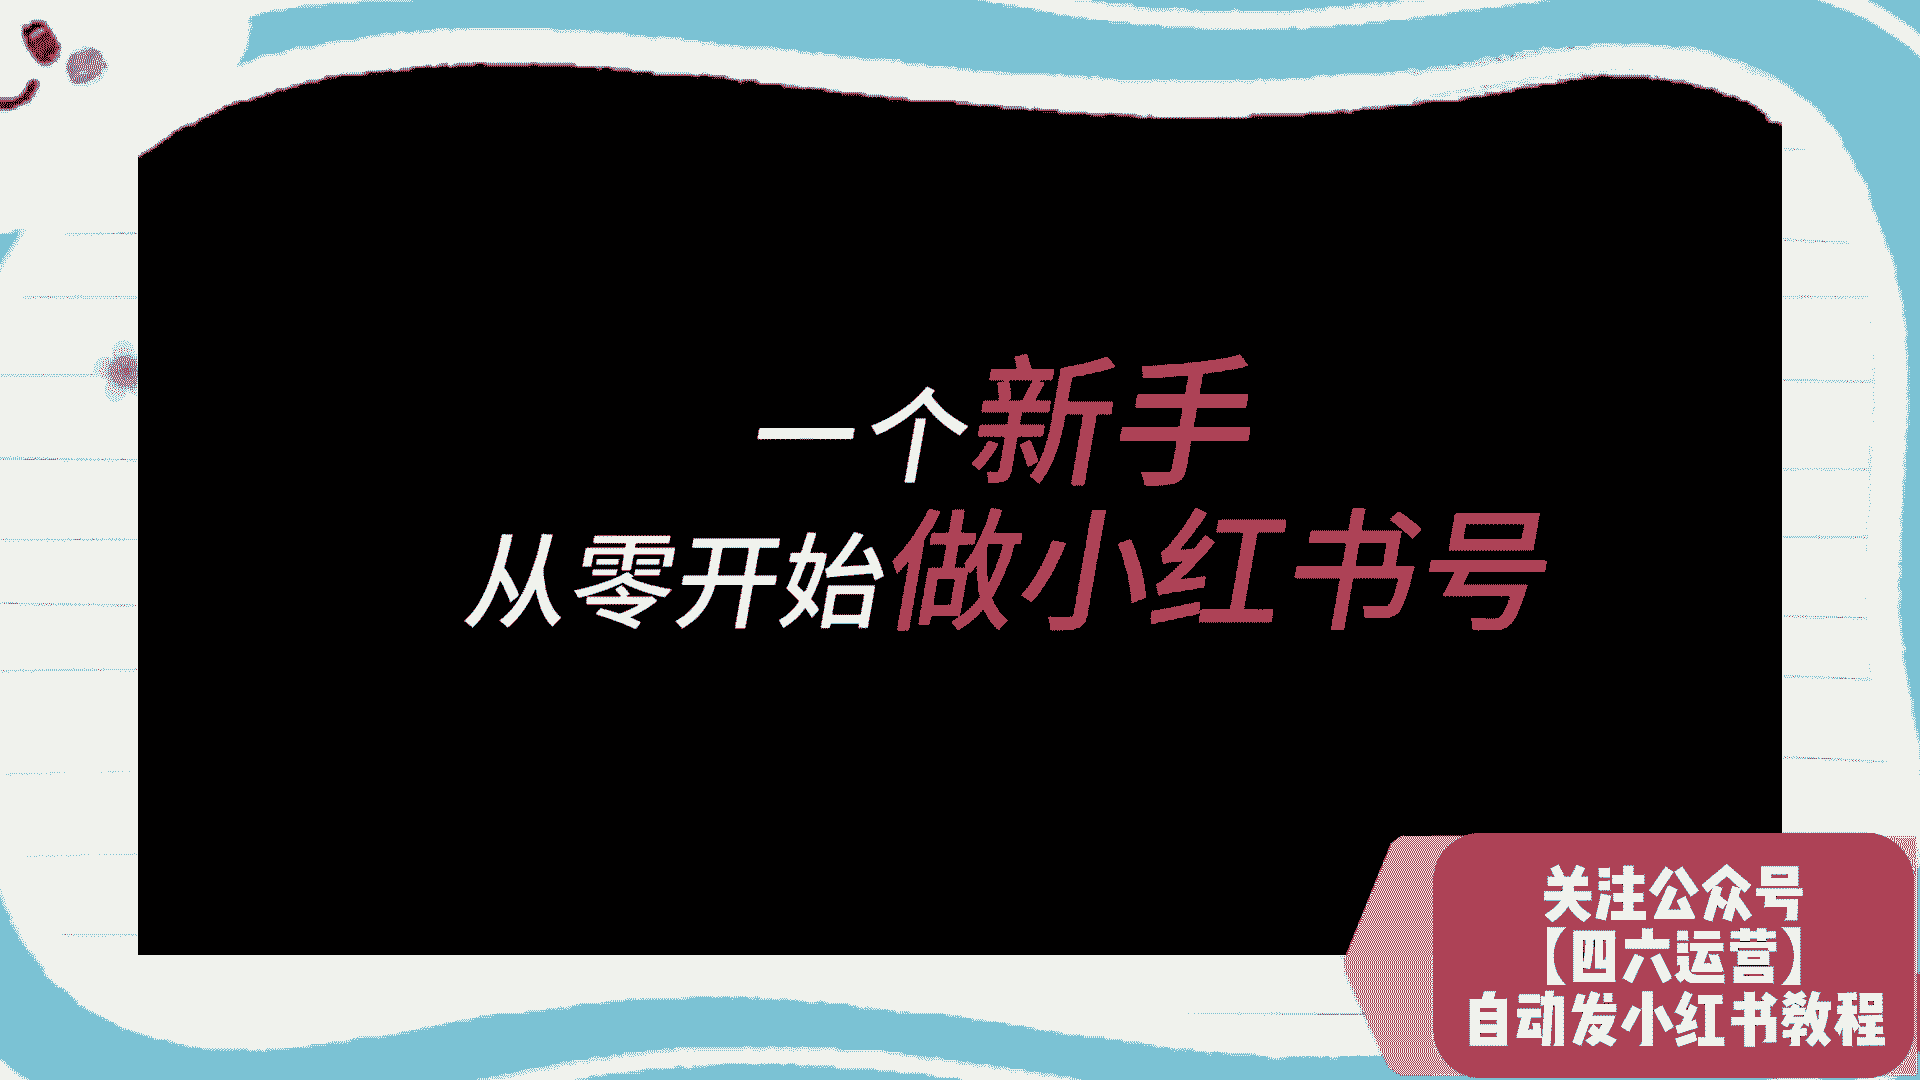 一个新手
从零开始做小红书号
关注公众号
【四六运营】
自动发小红书教程